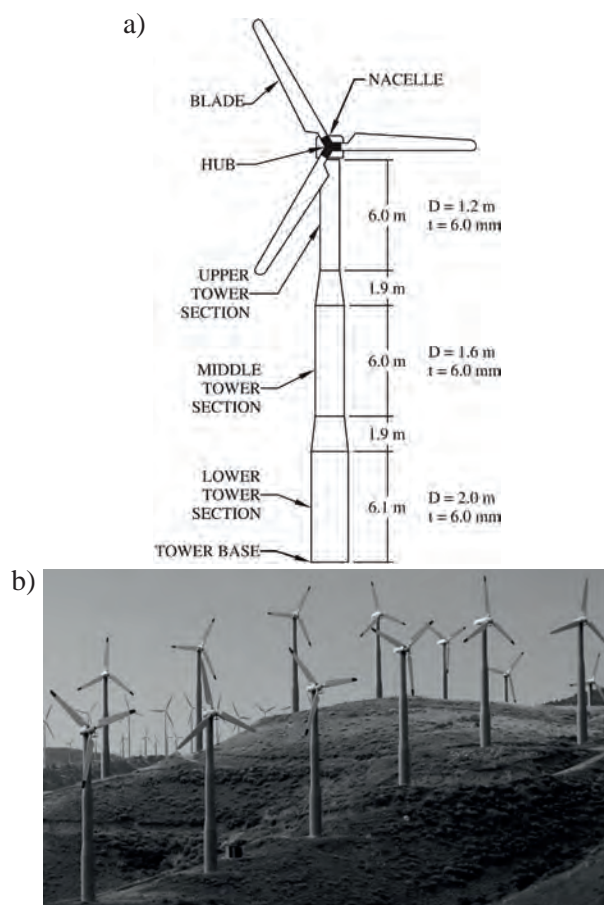 a)
NACELLE
BLADE
HUB
6.0 m
D = 1.2 m
t = 6.0 mm
UPPER
TOWER
SECTION
1.9 m
MIDDLE
TOWER
SECTION
6.0 m
D = 1.6 m
t = 6.0 mm
1.9 m
LOWER
TOWER
SECTION
6.1 m
D = 2.0 m
t = 6.0 mm
TOWER BASE
b)